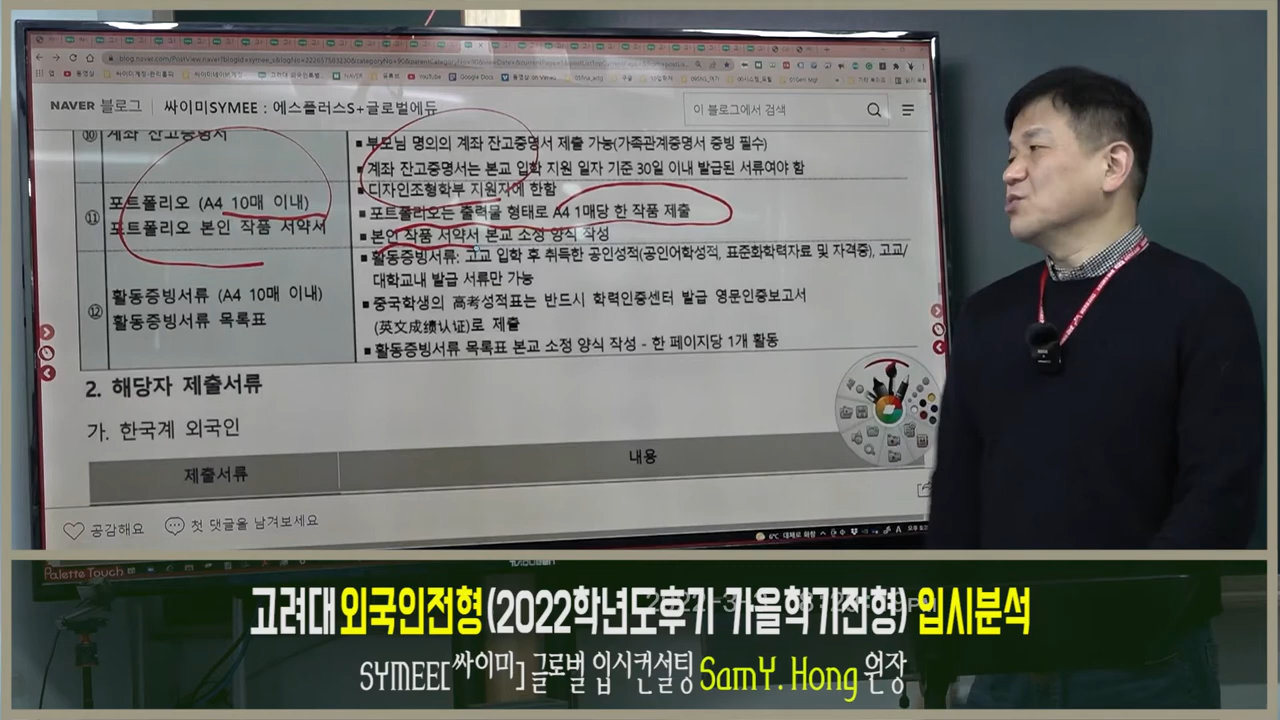 NAVER 블로그 | 싸이미SYMEE : 에스플러스S+글로벌에듀
이 블로그에서 검색
⑩ 계좌 잔고증명서
■ 부모님 명의의 계좌 잔고증명서 제출 가능(가족관계증명서 증빙 필수)
■ 계좌 잔고증명서는 본교 입학 지원 일자 기준 30일 이내 발급된 서류여야 함
⑪ 포트폴리오 (A4 10매 이내)
포트폴리오 본인 작품 서약서
■ 디자인조형학부 지원자에 한함
■ 포트폴리오는 출력물 형태로 A4 1매당 한 작품 제출
■ 본인 작품 서약서 본교 소정 양식 작성
⑫ 활동증빙서류 (A4 10매 이내)
활동증빙서류 목록표
■ 활동증빙서류: 고교 입학 후 취득한 공인성적(공인어학성적, 표준화학력자료 및 자격증), 고교/
대학교내 발급 서류만 가능
■ 중국학생의 高考성적표는 반드시 학력인증센터 발급 영문인증보고서
(英文成绩认证)로 제출
■ 활동증빙서류 목록표 본교 소정 양식 작성 - 한 페이지당 1개 활동
2. 해당자 제출서류
가. 한국계 외국인
제출서류
내용
공감해요
첫 댓글을 남겨보세요
Palette Touch
고려대 외국인전형(2022학년도후기 가을학기전형) 입시분석
SYMEE[싸이미] 글로벌 입시컨설팅 SamY. Hong 원장